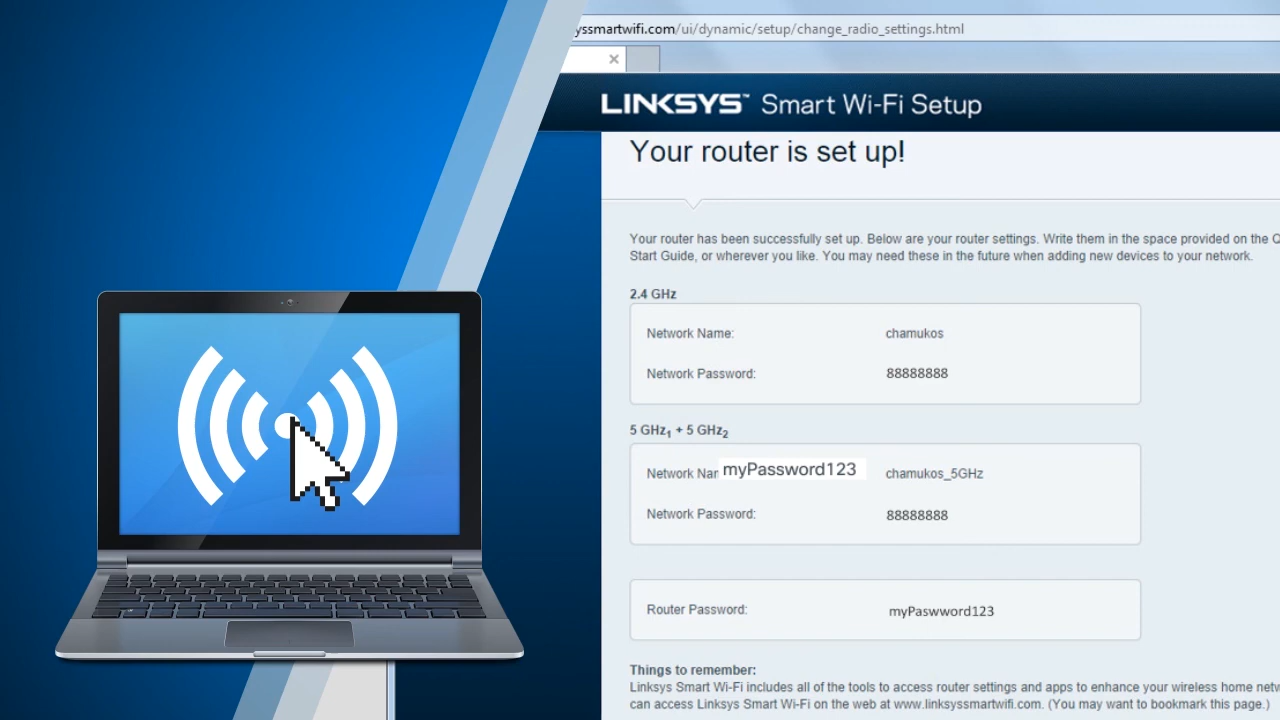 yssmartwifi.com/ui/dynamic/setup/change_radio_settings.html
LINKSYS™ Smart Wi-Fi Setup
Your router is set up!
Your router has been successfully set up. Below are your router settings. Write them in the space provided on the Q
Start Guide, or wherever you like. You may need these in the future when adding new devices to your network.
2.4 GHz
Network Name: chamukos
Network Password: 88888888
5 GHz1 + 5 GHz2
Network Nar myPassword123 chamukos_5GHz
Network Password: 88888888
Router Password: myPaswword123
Things to remember:
Linksys Smart Wi-Fi includes all of the tools to access router settings and apps to enhance your wireless home netw
can access Linksys Smart Wi-Fi on the web at www.linksyssmartwifi.com. (You may want to bookmark this page.)